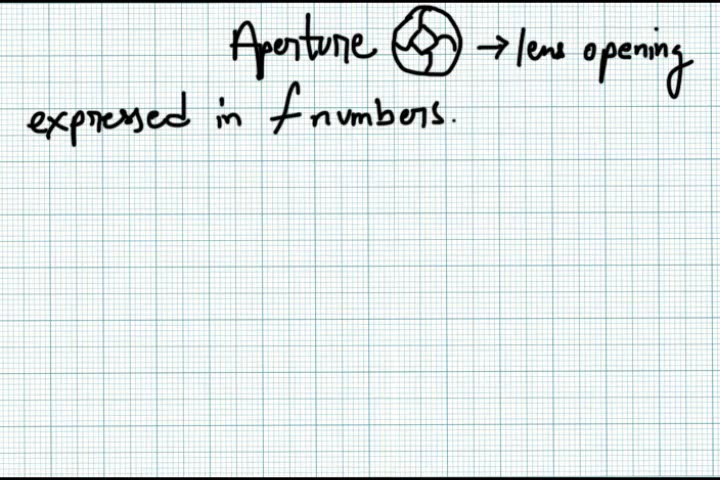 Aperture → lens opening
expressed in f numbers.